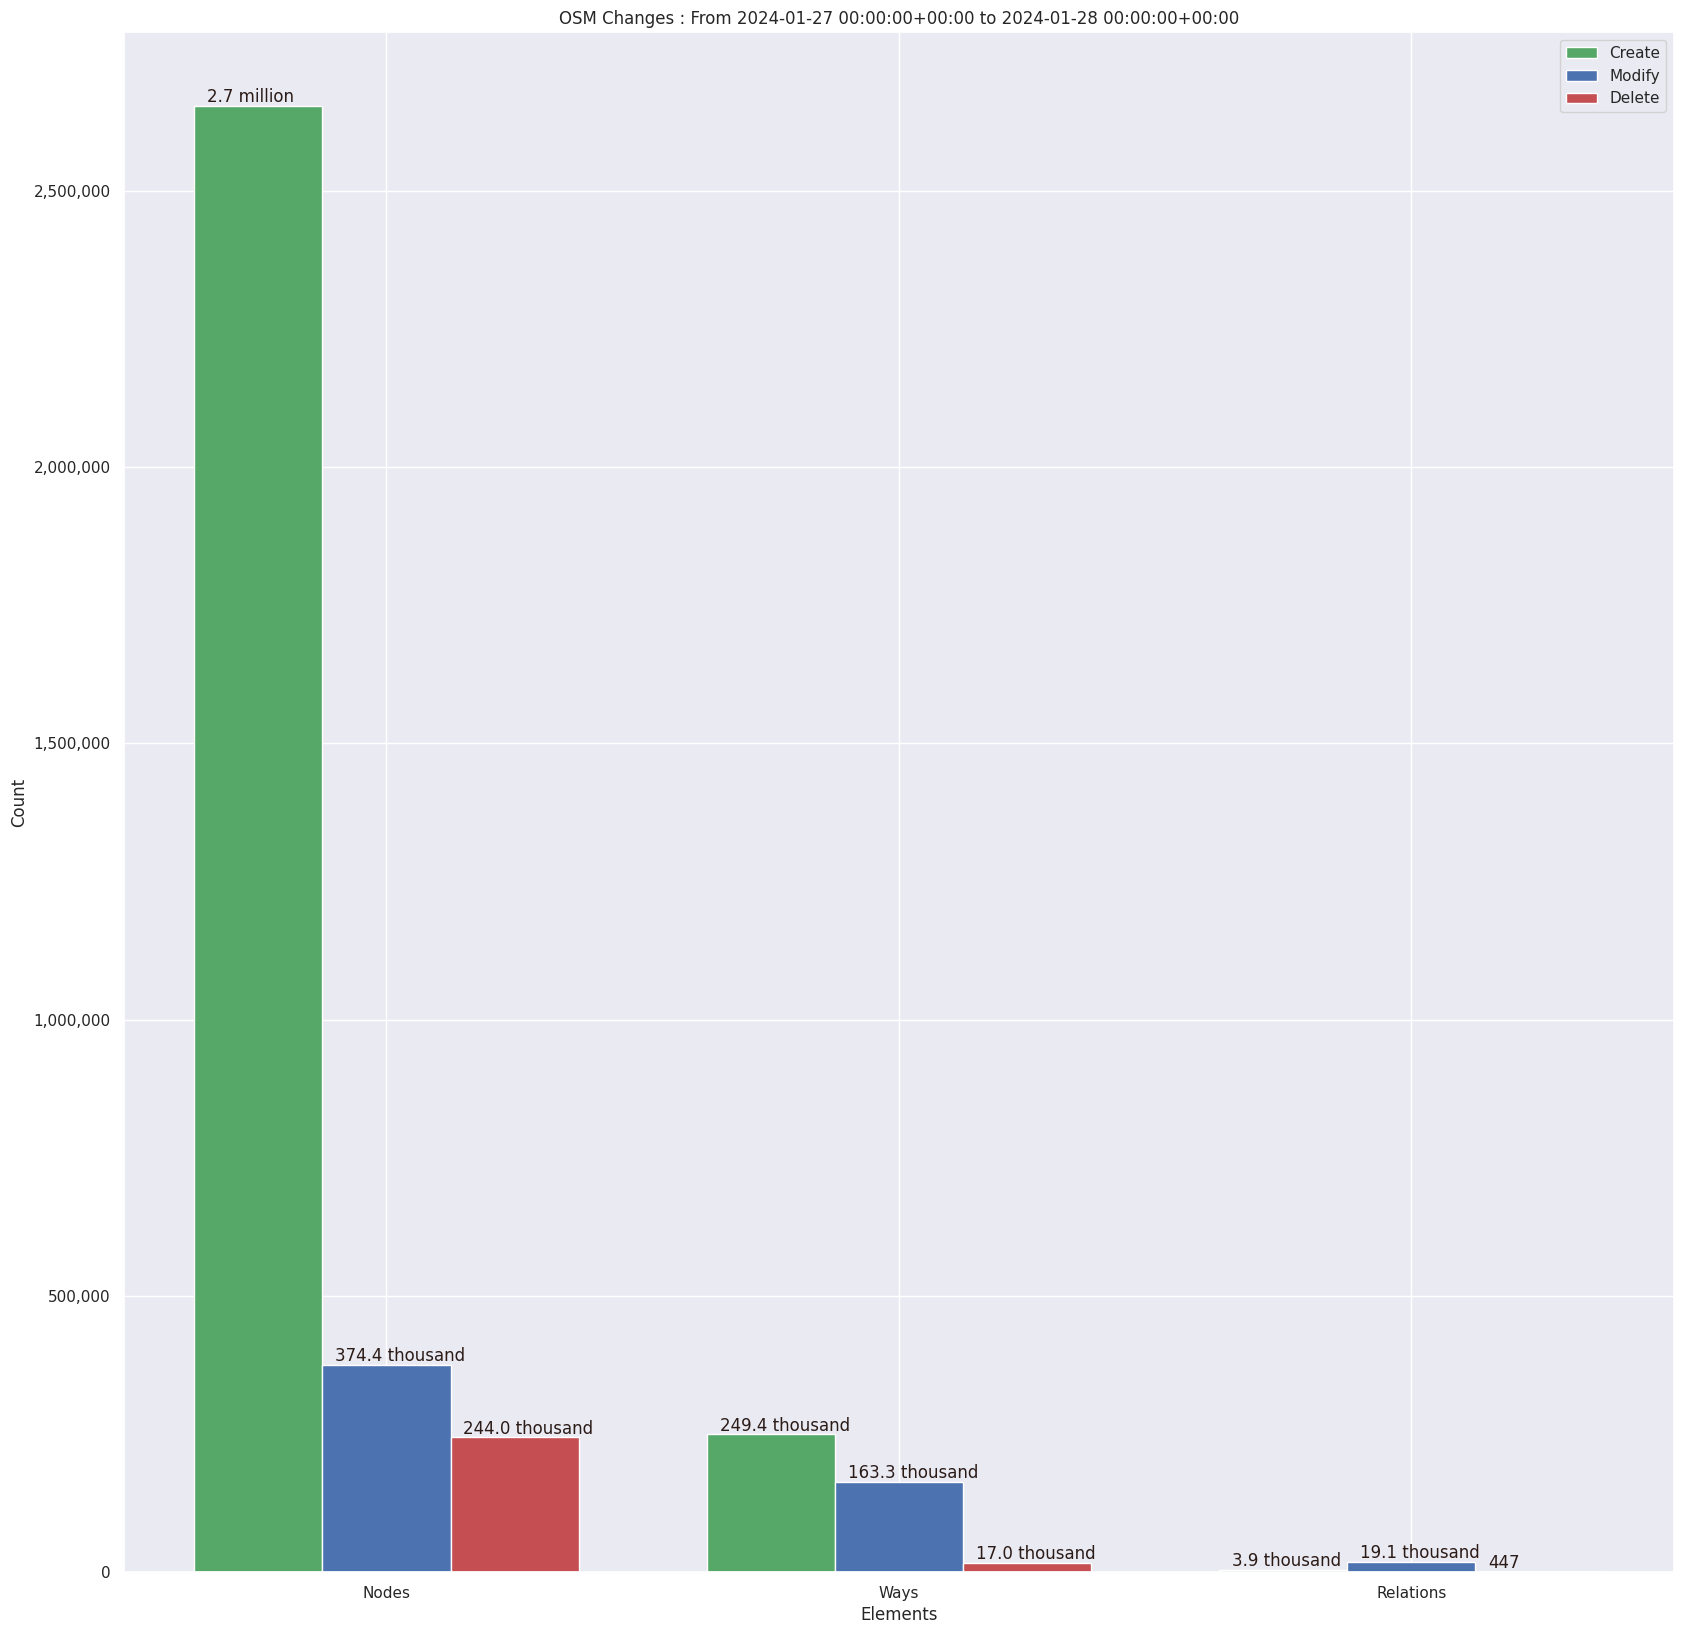 OSM Changes : From 2024-01-27 00:00:00+00:00 to 2024-01-28 00:00:00+00:00
Create
Modify
Delete
2.7 million
2,500,000
2,000,000
1,500,000
Count
1,000,000
500,000
374.4 thousand
244.0 thousand
249.4 thousand
163.3 thousand
17.0 thousand
3.9 thousand
19.1 thousand
447
0
Nodes
Ways
Relations
Elements